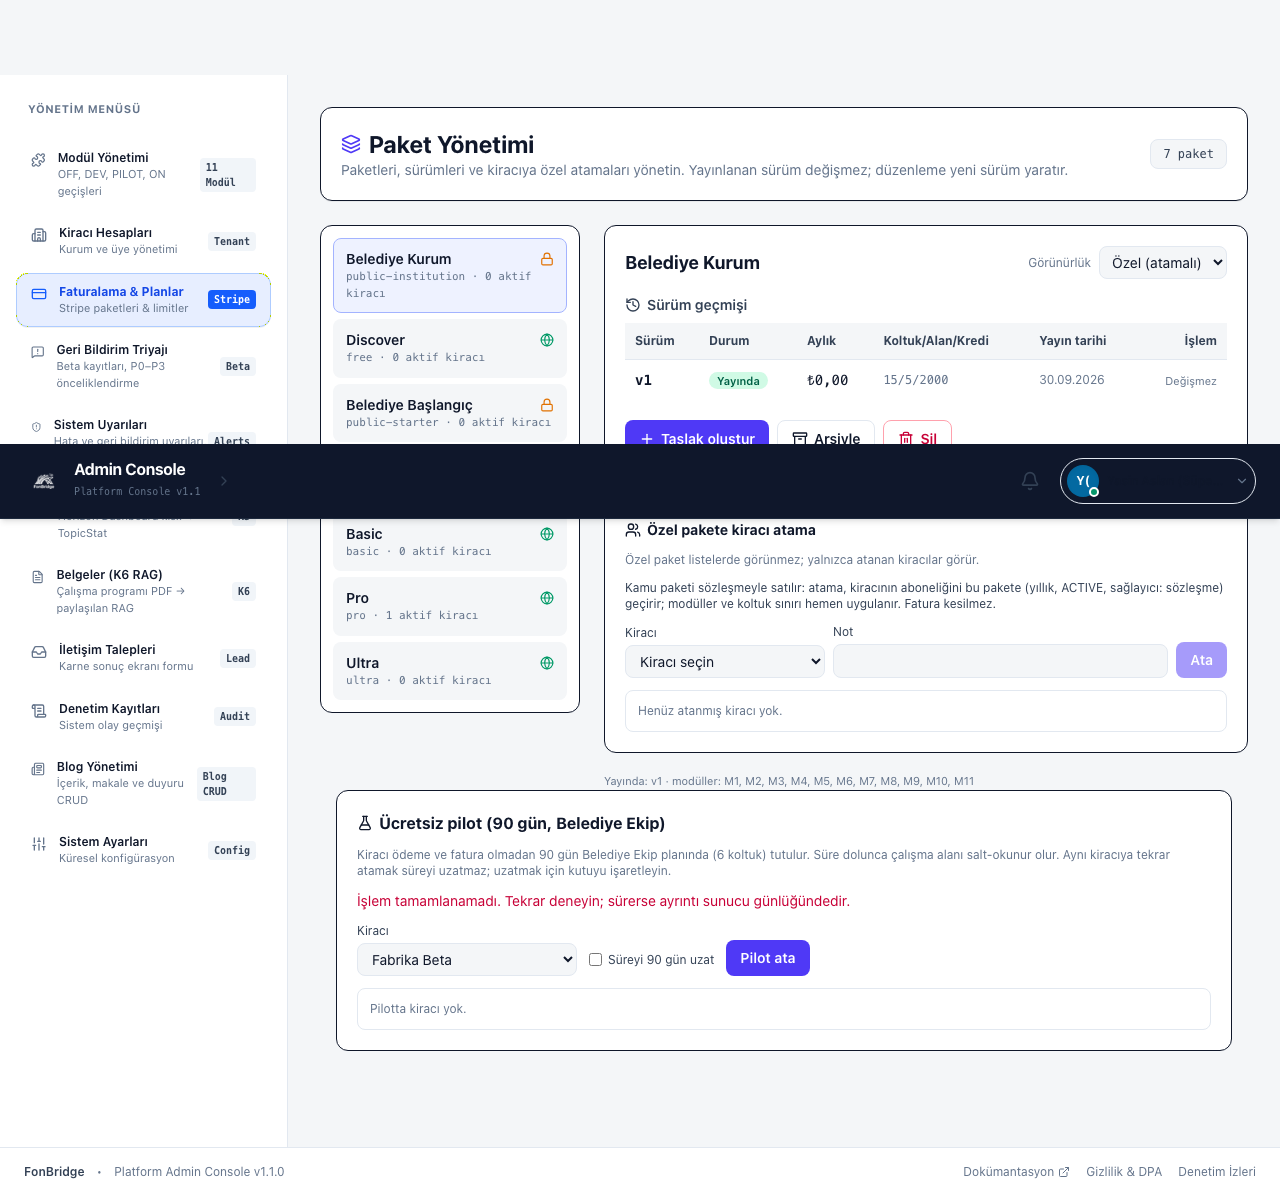 YÖNETİM MENÜSÜ
Modül Yönetimi
OFF, DEV, PILOT, ON
geçişleri
11
Modül
Kiracı Hesapları
Kurum ve üye yönetimi
Tenant
Faturalama & Planlar
Stripe paketleri & limitler
Stripe
Geri Bildirim Triyajı
Beta kayıtları, P0–P3
önceliklendirme
Beta
Sistem Uyarıları
Hata ve geri bildirim uyarıları
Alerts
TopicStat
Belgeler (K6 RAG)
Çalışma programı PDF →
paylaşılan RAG
K6
İletişim Talepleri
Karne sonuç ekranı formu
Lead
Denetim Kayıtları
Sistem olay geçmişi
Audit
Blog Yönetimi
İçerik, makale ve duyuru
CRUD
Blog
CRUD
Sistem Ayarları
Küresel konfigürasyon
Config
Paket Yönetimi
Paketleri, sürümleri ve kiracıya özel atamaları yönetin. Yayınlanan sürüm değişmez; düzenleme yeni sürüm yaratır.
7 paket
Belediye Kurum
public-institution · 0 aktif
kiracı
Discover
free · 0 aktif kiracı
Belediye Başlangıç
public-starter · 0 aktif kiracı
Basic
basic · 0 aktif kiracı
Pro
pro · 1 aktif kiracı
Ultra
ultra · 0 aktif kiracı
Belediye Kurum
Görünürlük
Özel (atamalı)
Sürüm geçmişi
Sürüm Durum Aylık Koltuk/Alan/Kredi Yayın tarihi İşlem
v1 Yayında ₺0,00 15/5/2000 30.09.2026 Değişmez
Taslak oluştur
Arşivle
Sil
FonBridge
Admin Console
Platform Console v1.1
Y(
Özel pakete kiracı atama
Özel paket listelerde görünmez; yalnızca atanan kiracılar görür.
Kamu paketi sözleşmeyle satılır: atama, kiracının aboneliğini bu pakete (yıllık, ACTIVE, sağlayıcı: sözleşme)
geçirir; modüller ve koltuk sınırı hemen uygulanır. Fatura kesilmez.
Kiracı
Not
Kiracı seçin
Ata
Henüz atanmış kiracı yok.
Yayında: v1 · modüller: M1, M2, M3, M4, M5, M6, M7, M8, M9, M10, M11
Ücretsiz pilot (90 gün, Belediye Ekip)
Kiracı ödeme ve fatura olmadan 90 gün Belediye Ekip planında (6 koltuk) tutulur. Süre dolunca çalışma alanı salt-okunur olur. Aynı kiracıya tekrar
atamak süreyi uzatmaz; uzatmak için kutuyu işaretleyin.
İşlem tamamlanamadı. Tekrar deneyin; sürerse ayrıntı sunucu günlüğündedir.
Kiracı
Fabrika Beta
Süreyi 90 gün uzat
Pilot ata
Pilotta kiracı yok.
FonBridge • Platform Admin Console v1.1.0
Dokümantasyon
Gizlilik & DPA
Denetim İzleri